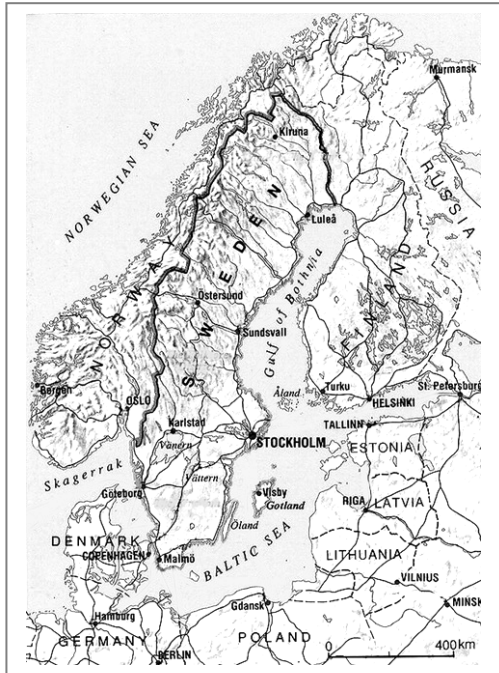 Murmansk
NORWEGIAN SEA
Kiruna
RUSSIA
Luleå
SWEDEN
NORWAY
Östersund
Gulf of Bothnia
FINLAND
Sundsvall
Bergen
OSLO
Åland
Turku
HELSINKI
St. Petersburg
Karlstad
Vänern
STOCKHOLM
TALLINN
ESTONIA
Skagerrak
Vättern
Göteborg
Visby
Gotland
RIGA
LATVIA
Öland
DENMARK
COPENHAGEN
Malmö
BALTIC SEA
LITHUANIA
VILNIUS
Gdansk
MINSK
Hamburg
GERMANY
POLAND
BERLIN
0 400 km